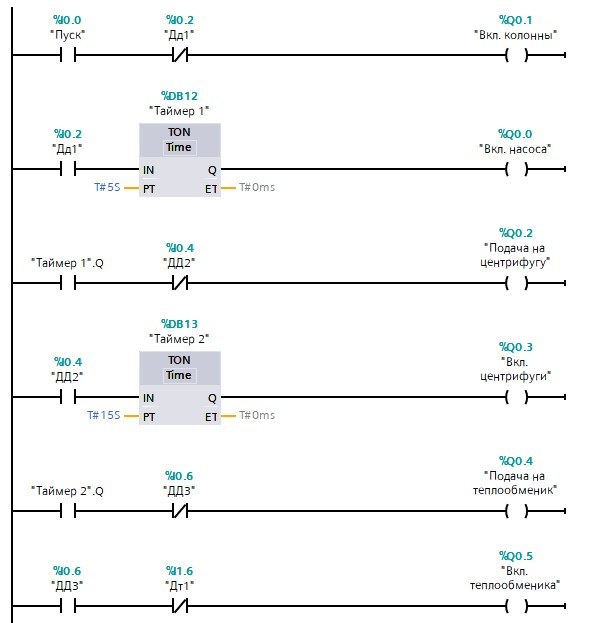 %I0.0 %I0.2 %Q0.1
"Пуск" "Дд1" "Вкл. колонны"
%DB12
"Таймер 1"
%I0.2 TON %Q0.0
"Дд1" Time "Вкл. насоса"
IN Q
T#5S PT ET T#0ms
%Q0.2
%I0.4 "Подача на
"Таймер 1".Q "ДД2" центрифугу"
%DB13
"Таймер 2"
%Q0.3
%I0.4 TON "Вкл.
"ДД2" Time центрифуги"
IN Q
T#15S PT ET T#0ms
%Q0.4
%I0.6 "Подача на
"Таймер 2".Q "ДД3" теплообменик"
%Q0.5
%I0.6 %I1.6 "Вкл.
"ДД3" "Дт1" теплообменика"